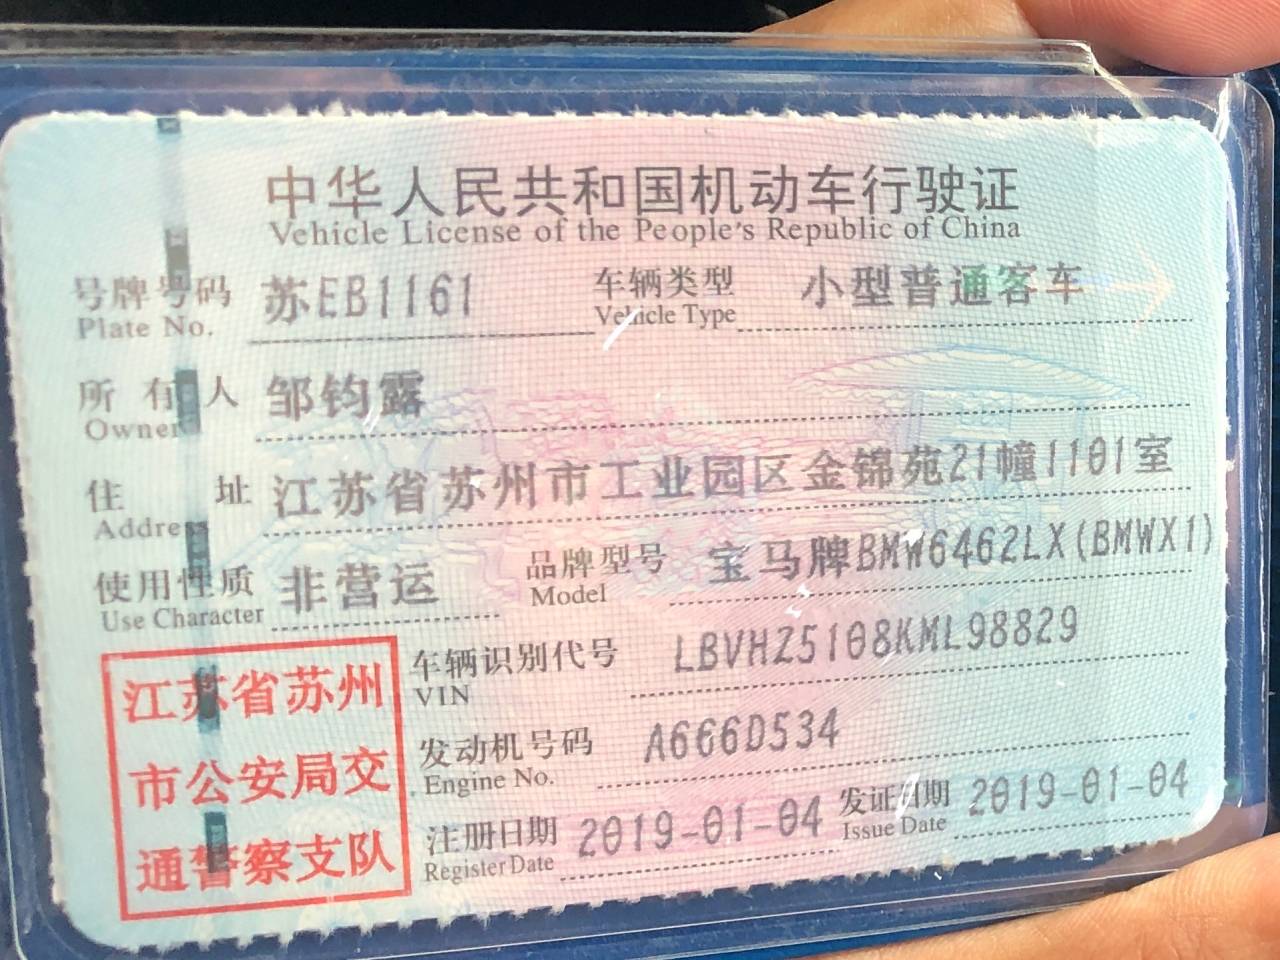 中华人民共和国机动车行驶证
Vehicle License of the People's Republic of China
号牌号码 苏EB1161 车辆类型 小型普通客车
Plate No. Vehicle Type
所有人 邹钧露
Owner
住址 江苏省苏州市工业园区金锦苑21幢1101室
Address
使用性质 非营运 品牌型号 宝马牌BMW6462LX(BMWX1)
Use Character Model
车辆识别代号 LBVHZ5108KML98829
VIN
发动机号码 A666D534
Engine No.
注册日期 2019-01-04 发证日期 2019-01-04
Register Date Issue Date
江苏省苏州
市公安局交
通警察支队